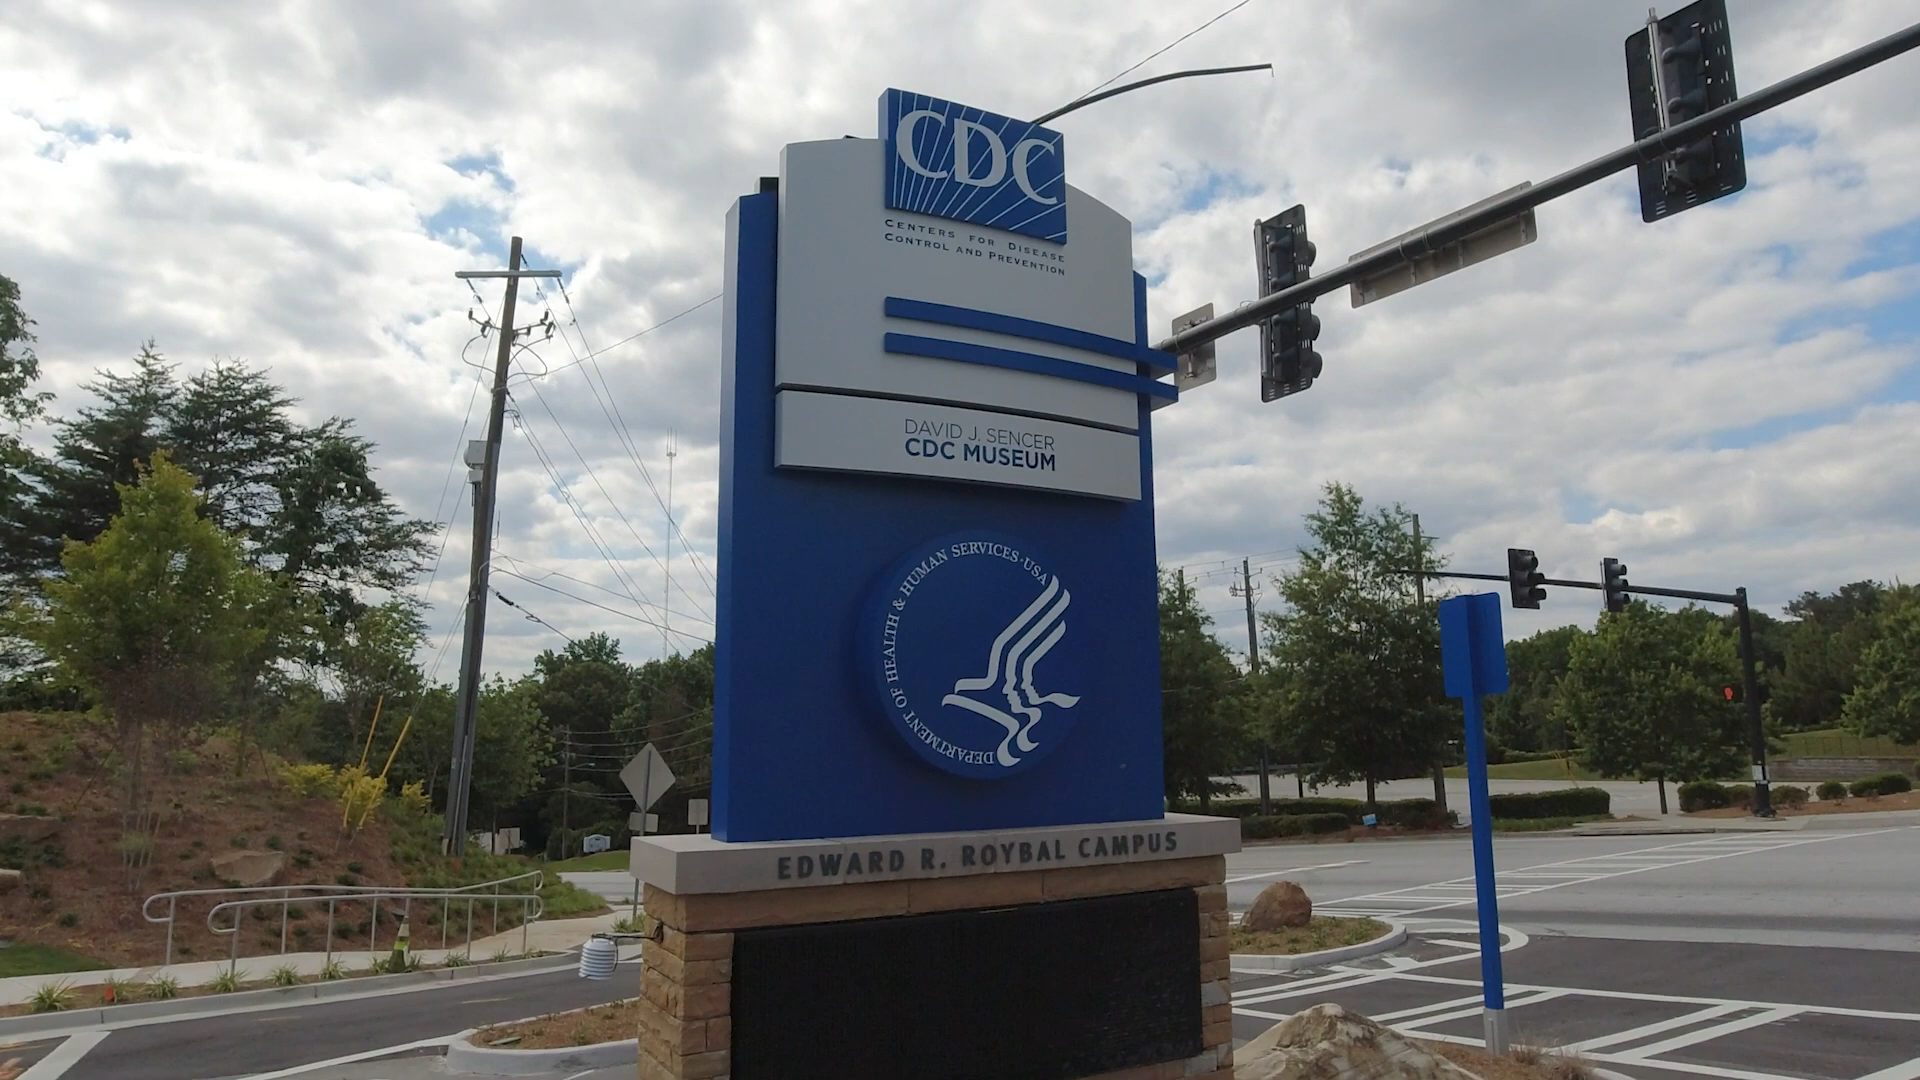 CDC
CENTERS FOR DISEASE
CONTROL AND PREVENTION
DAVID J. SENCER
CDC MUSEUM
DEPARTMENT OF HEALTH & HUMAN SERVICES · USA
EDWARD R. ROYBAL CAMPUS